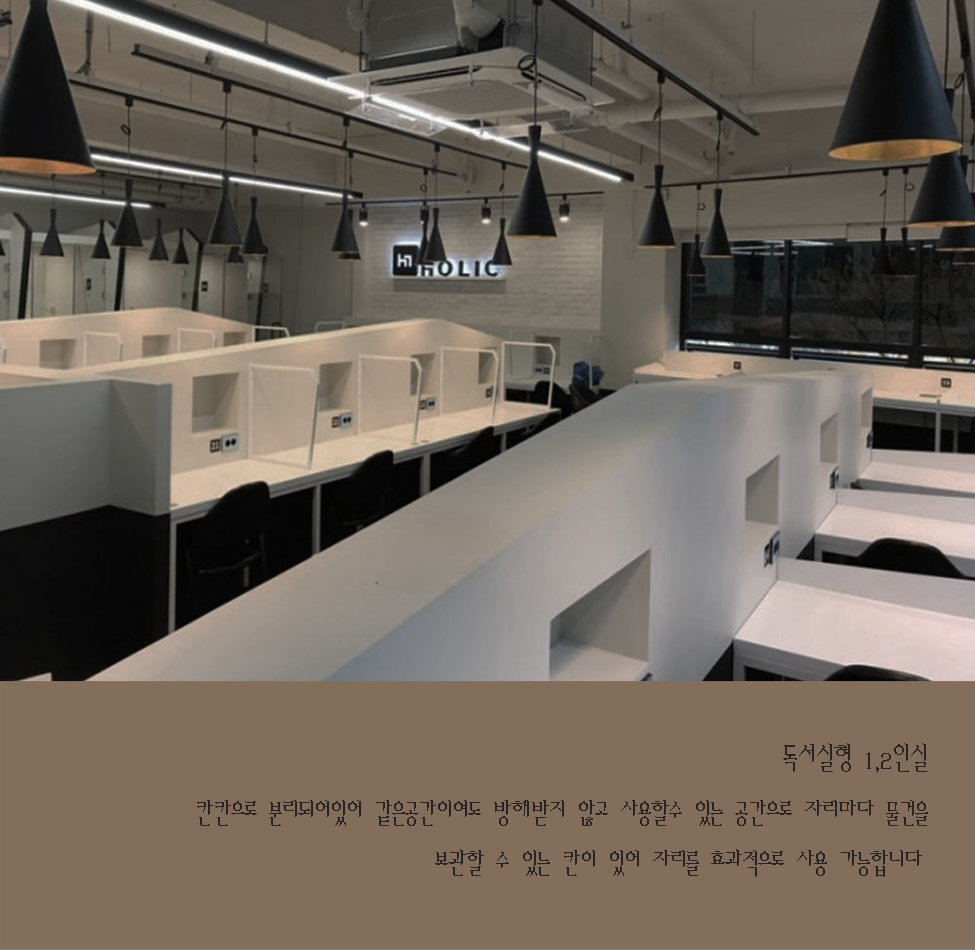 HOLIC
독서실형 1,2인실
칸칸으로 분리되어있어 같은공간이여도 방해받지 않고 사용할수 있는 공간으로 자리마다 물건을
보관할 수 있는 칸이 있어 자리를 효과적으로 사용 가능합니다